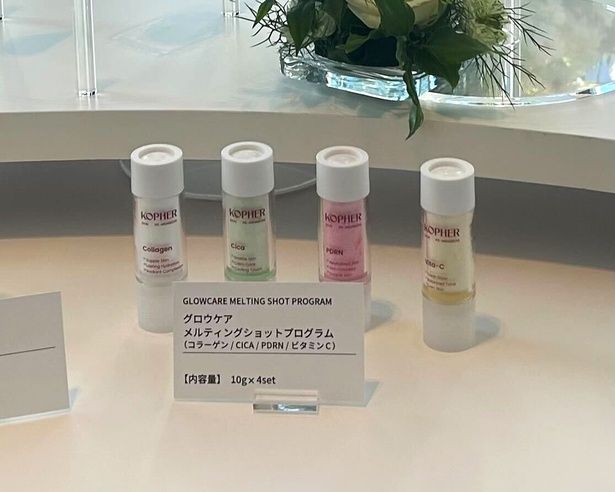 KOPHER
Collagen
KOPHER
Cica
KOPHER
PDRN
KOPHER
Vita-C
GLOWCARE MELTING SHOT PROGRAM
グロウケア
メルティングショットプログラム
(コラーゲン / CICA / PDRN / ビタミンC)
【内容量】 10g×4set